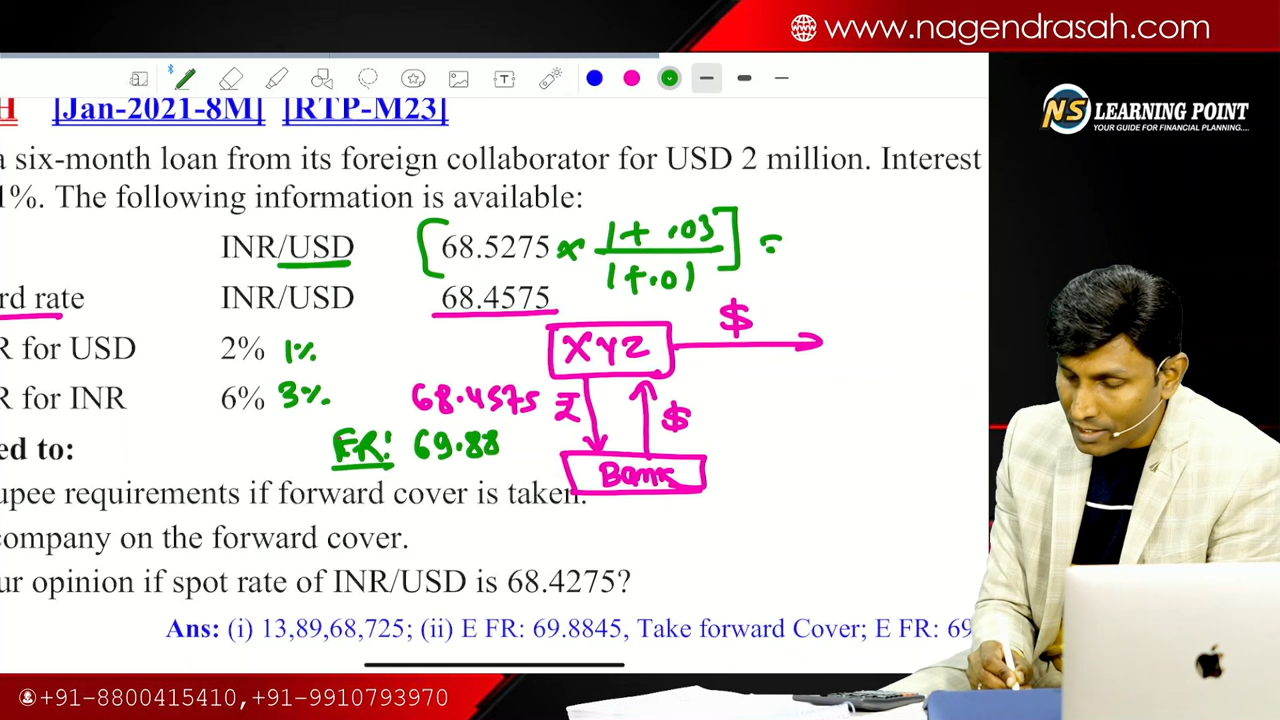 www.nagendrasah.com
NS LEARNING POINT
YOUR GUIDE FOR FINANCIAL PLANNING....
H [Jan-2021-8M] [RTP-M23]
a six-month loan from its foreign collaborator for USD 2 million. Interest
1%. The following information is available:
INR/USD [68.5275 × 1+.03 / 1+.01] =
rd rate INR/USD 68.4575
R for USD 2% 1%
R for INR 6% 3%
XYZ $
68.4575 ₹ $
FR: 69.88
Bank
ed to:
upee requirements if forward cover is taken.
company on the forward cover.
ur opinion if spot rate of INR/USD is 68.4275?
Ans: (i) 13,89,68,725; (ii) E FR: 69.8845, Take forward Cover; E FR: 69
+91-8800415410,+91-9910793970